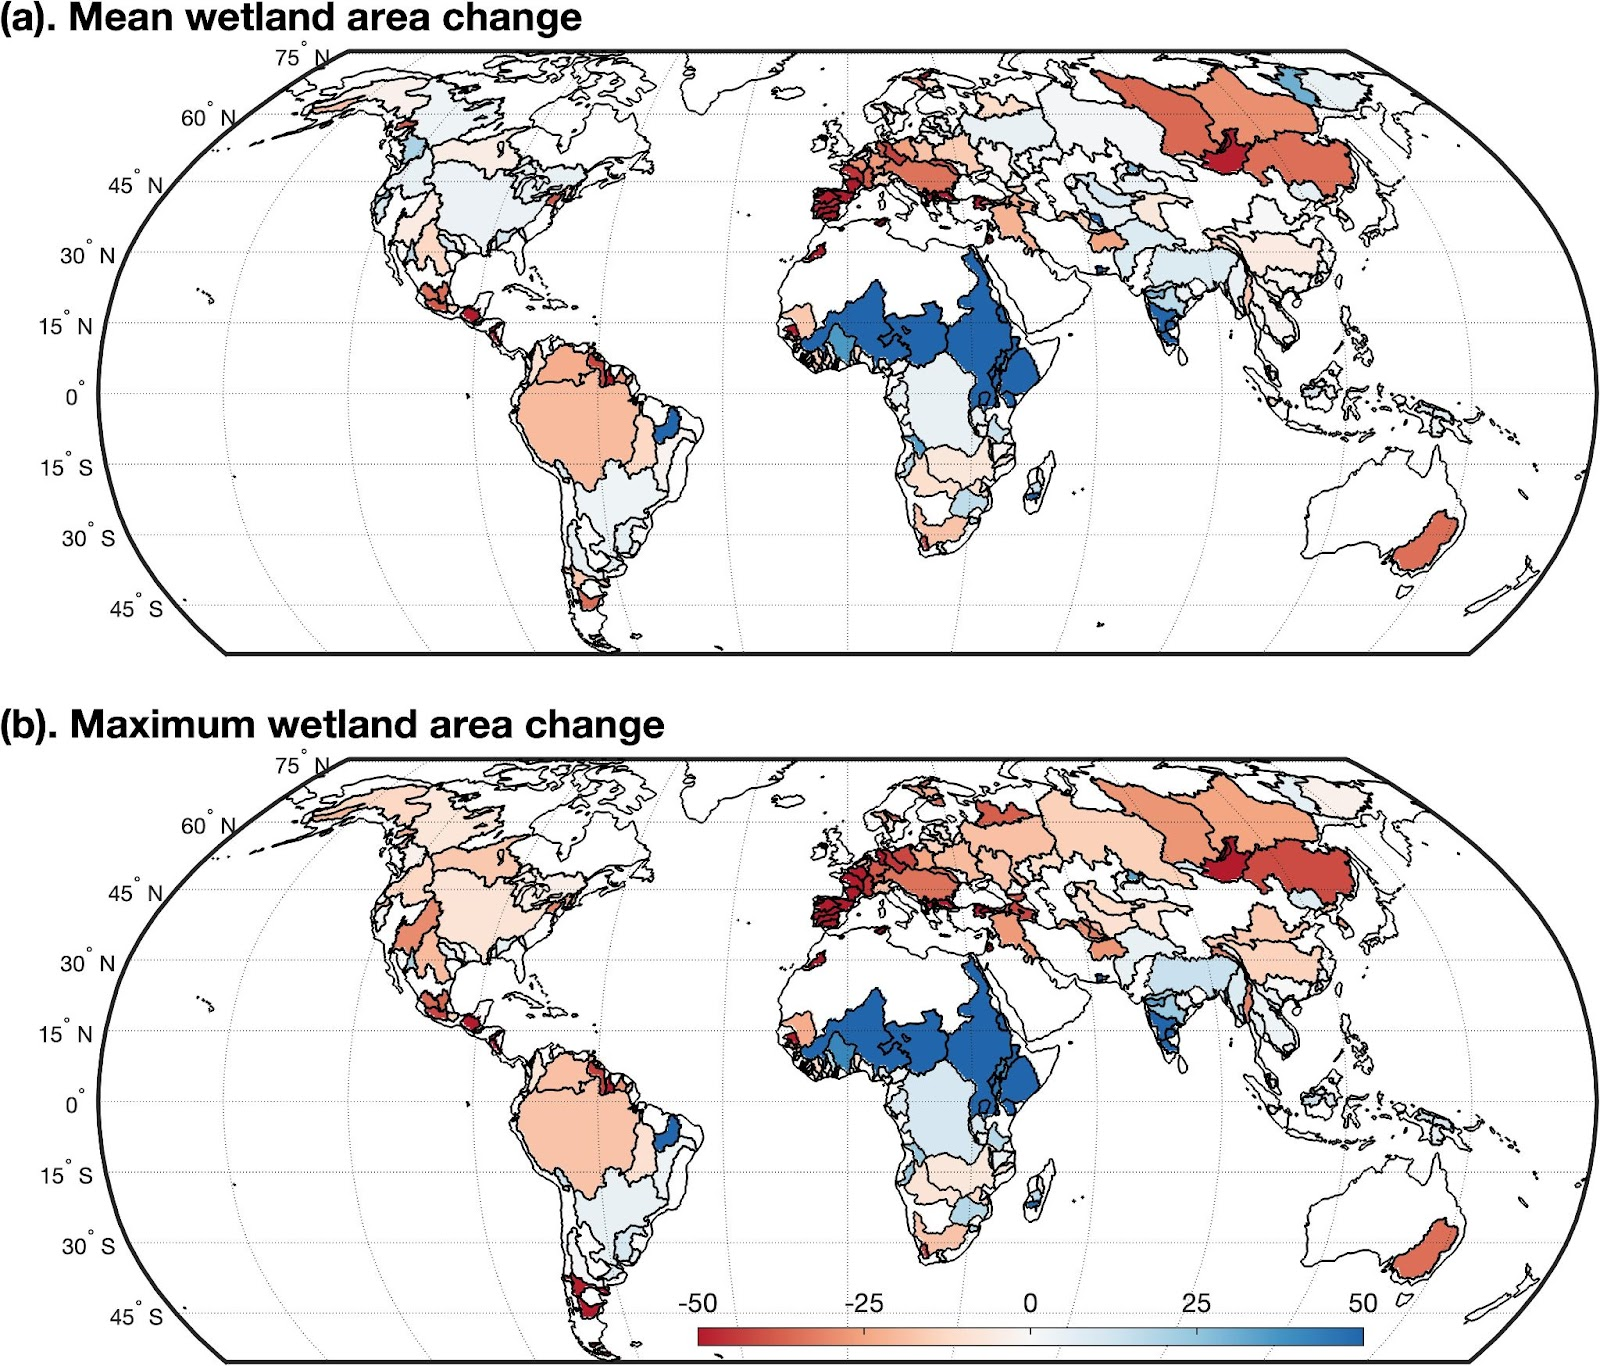 (a). Mean wetland area change
75° N
60° N
45° N
30° N
15° N
0°
15° S
30° S
45° S
(b). Maximum wetland area change
75° N
60° N
45° N
30° N
15° N
0°
15° S
30° S
45° S
-50 -25 0 25 50